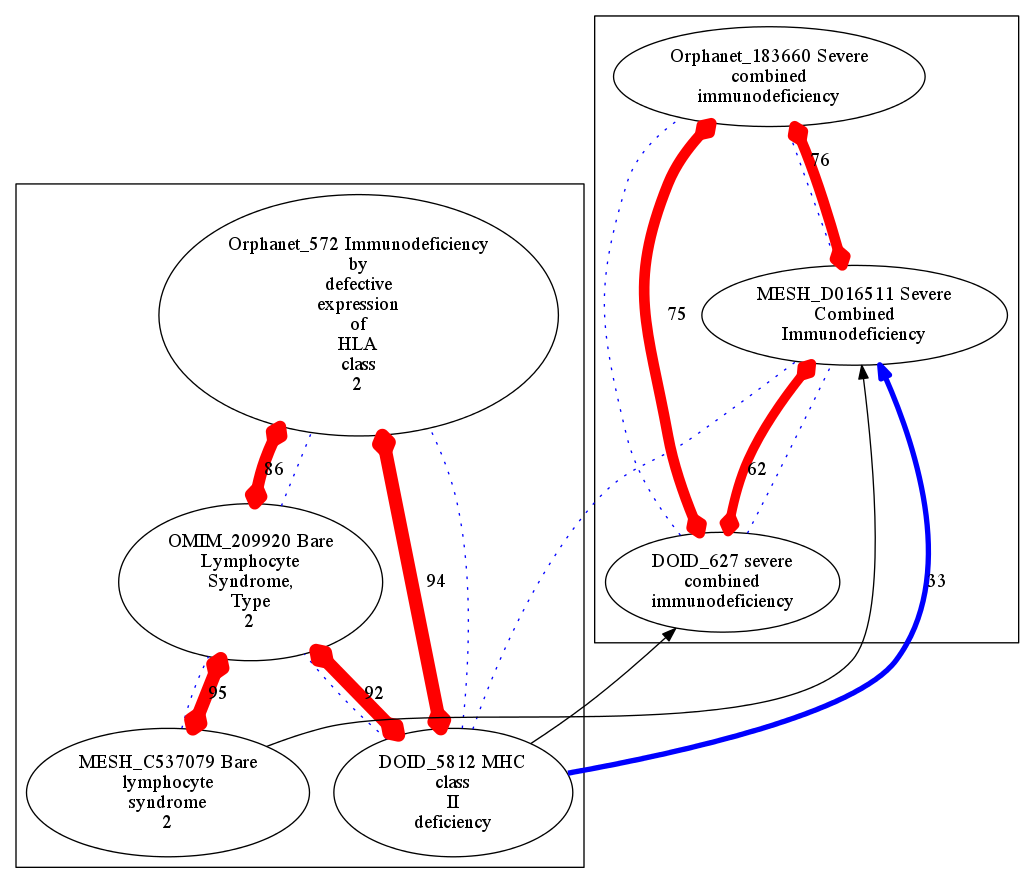 Orphanet_183660 Severe
combined
immunodeficiency
76
Orphanet_572 Immunodeficiency
by
defective
expression
of
HLA
class
2
MESH_D016511 Severe
Combined
Immunodeficiency
75
86
62
OMIM_209920 Bare
Lymphocyte
Syndrome,
Type
2
94
DOID_627 severe
combined
immunodeficiency
33
95
92
MESH_C537079 Bare
lymphocyte
syndrome
2
DOID_5812 MHC
class
II
deficiency